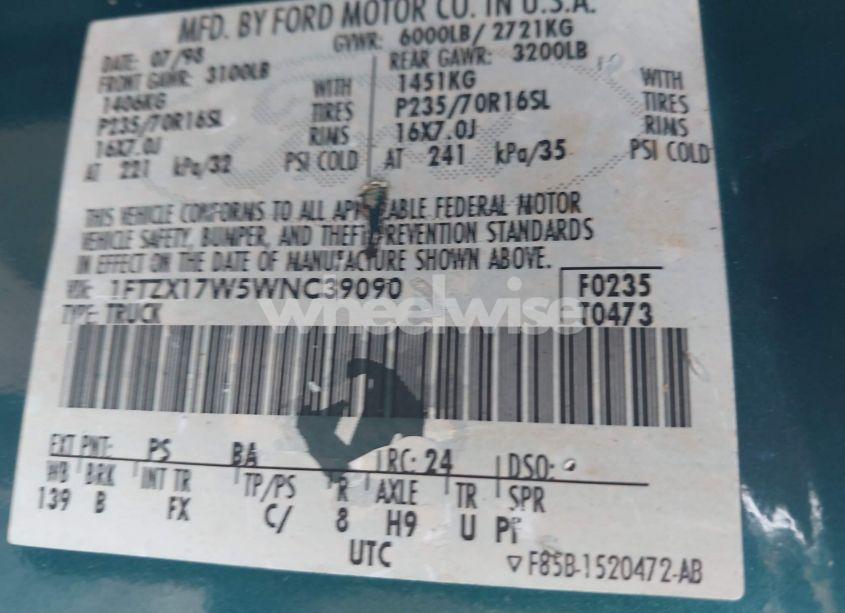 MFD. BY FORD MOTOR CO. IN U.S.A.
DATE: 07/98 GVWR: 6000LB/ 2721KG
FRONT GAWR: 3100LB REAR GAWR: 3200LB
1406KG WITH 1451KG WITH
P235/70R16SL TIRES P235/70R16SL TIRES
16X7.0J RIMS 16X7.0J RIMS
AT 221 kPa/32 PSI COLD AT 241 kPa/35 PSI COLD
THIS VEHICLE CONFORMS TO ALL APPLICABLE FEDERAL MOTOR
VEHICLE SAFETY, BUMPER, AND THEFT PREVENTION STANDARDS
IN EFFECT ON THE DATE OF MANUFACTURE SHOWN ABOVE.
VIN: 1FTZX17W5WNC39090 F0235
TYPE: TRUCK T0473
wheelwise
EXT PNT: PS BA RC: 24 DSO:
WB BRK INT TR TP/PS R AXLE TR SPR
139 B FX C/ 8 H9 U
UTC ▽ F85B-1520472-AB